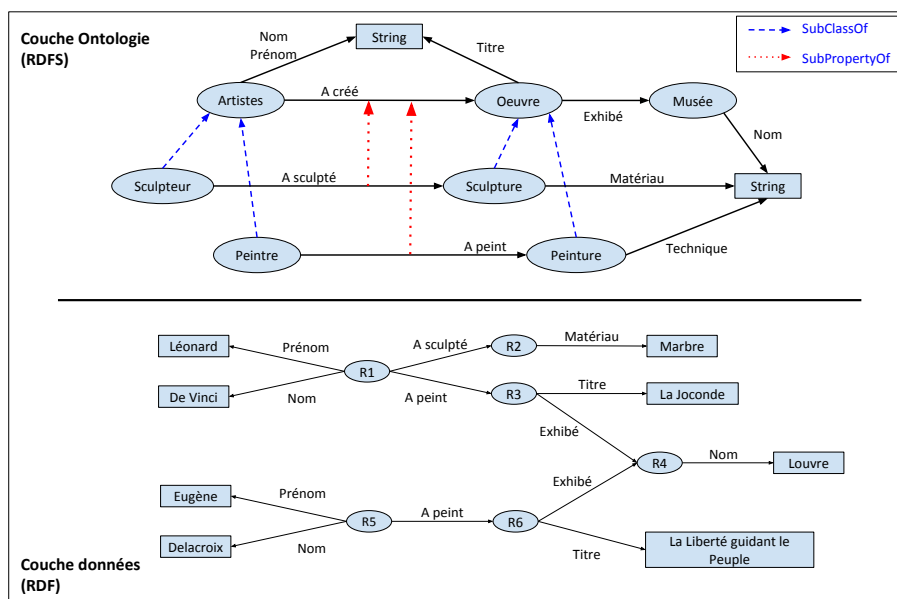 Couche Ontologie
(RDFS)
Nom
Prénom
String
Titre
SubClassOf
SubPropertyOf
Artistes
A créé
Oeuvre
Exhibé
Musée
Nom
Sculpteur
A sculpté
Sculpture
Matériau
String
Peintre
A peint
Peinture
Technique
Léonard
Prénom
A sculpté
R2
Matériau
Marbre
R1
De Vinci
Nom
A peint
R3
Titre
La Joconde
Exhibé
R4
Nom
Louvre
Eugène
Prénom
Exhibé
R5
A peint
R6
Delacroix
Nom
Titre
La Liberté guidant le
Peuple
Couche données
(RDF)